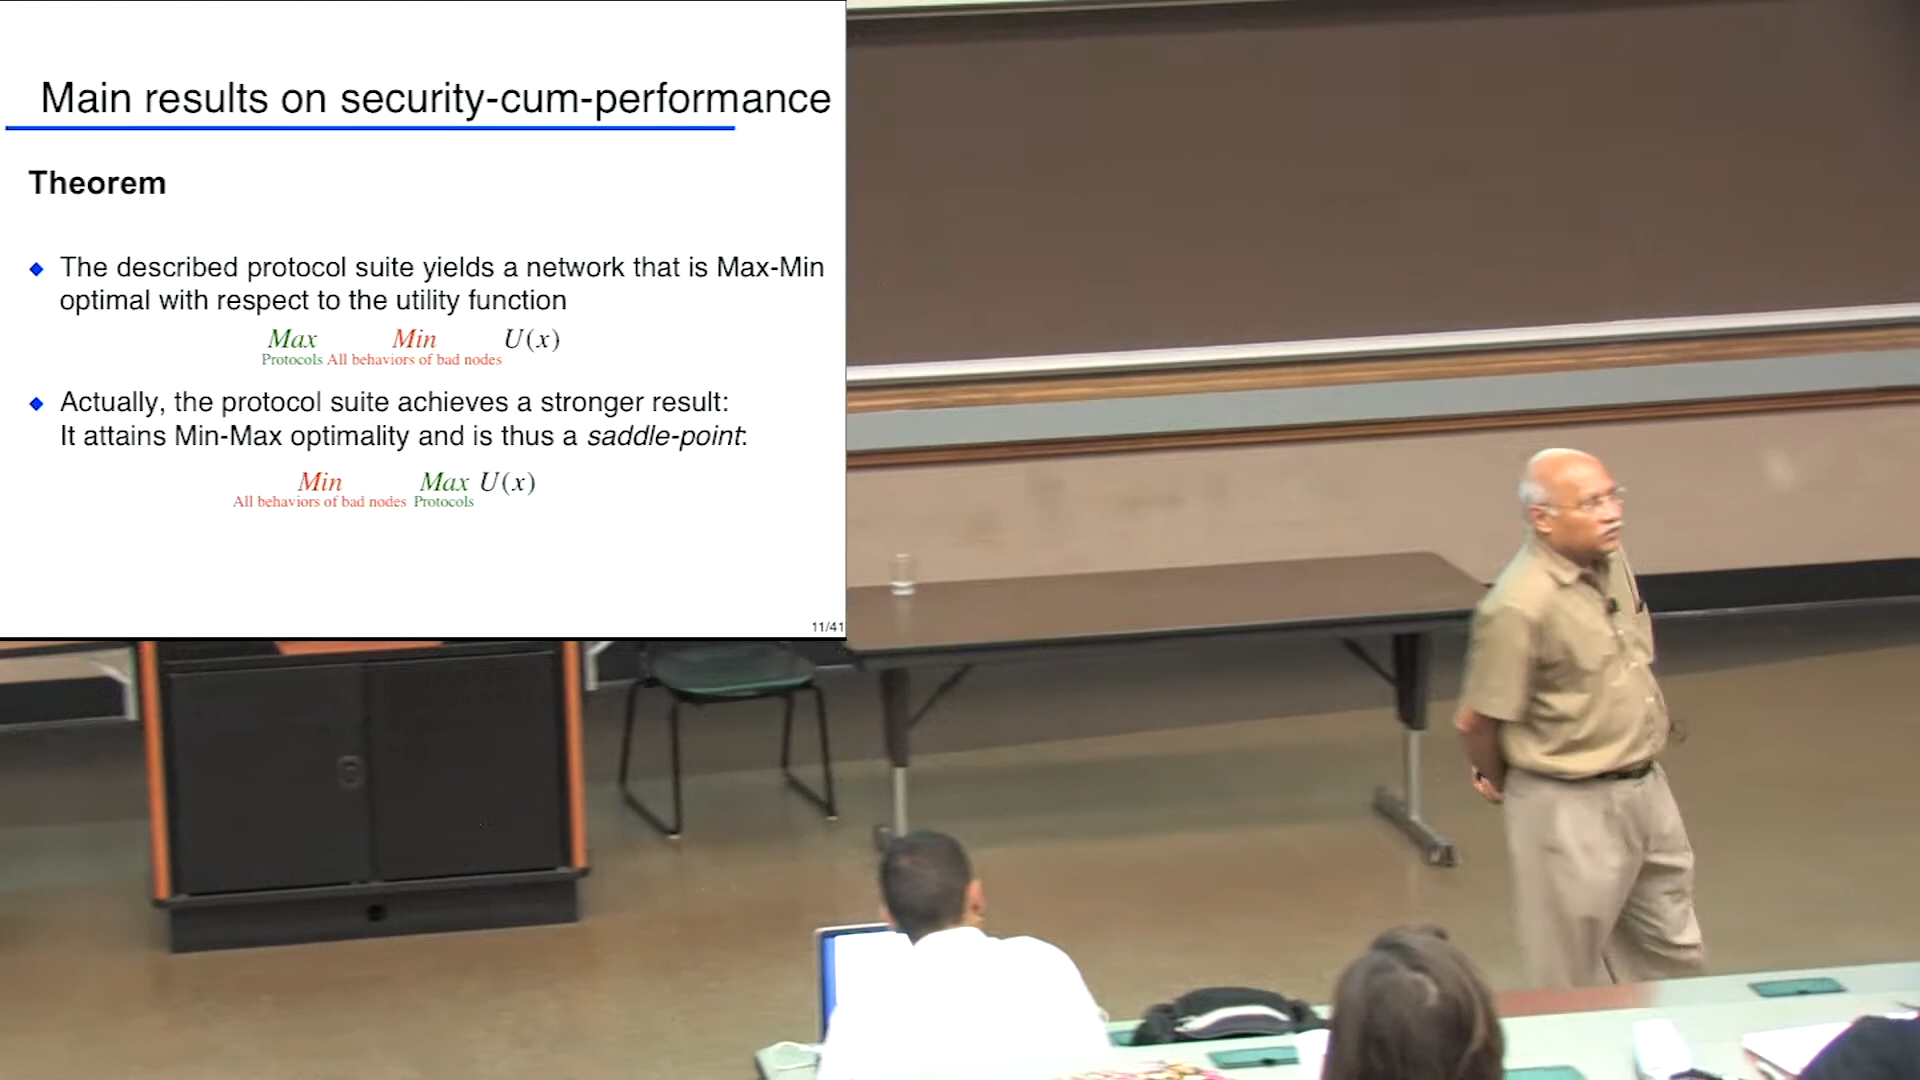 Main results on security-cum-performance
Theorem
The described protocol suite yields a network that is Max-Min
optimal with respect to the utility function
Max Min U(x)
Protocols All behaviors of bad nodes
Actually, the protocol suite achieves a stronger result:
It attains Min-Max optimality and is thus a saddle-point:
Min Max U(x)
All behaviors of bad nodes Protocols
11/41